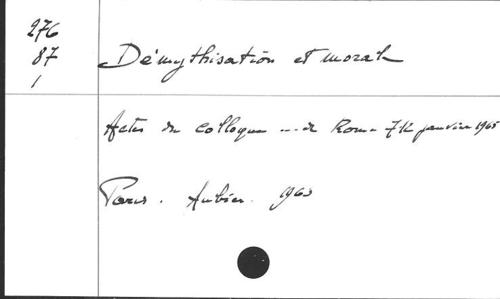 276
87
1
Démythisation et morale
Actes du Colloque ... de Rome 7-12 janvier 1965
Paris. Aubier. 1965